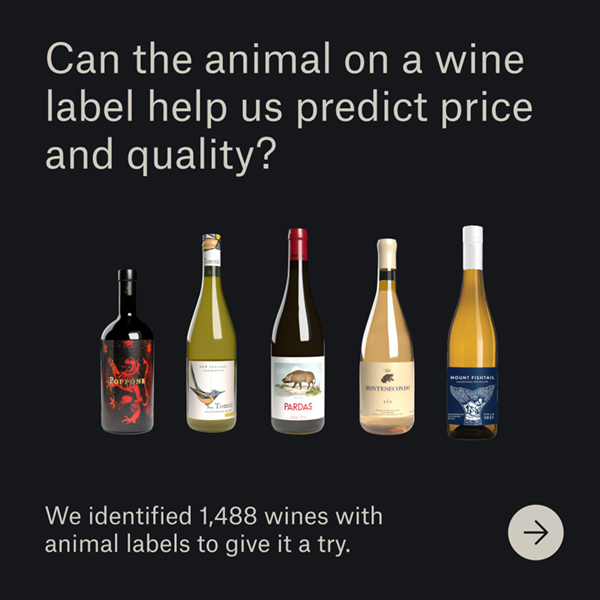 Can the animal on a wine
label help us predict price
and quality?
POPPONE
NEW ZEALAND
PARDAS
MONTESECONDO
MOUNT FISHTAIL
2021
We identified 1,488 wines with
animal labels to give it a try.